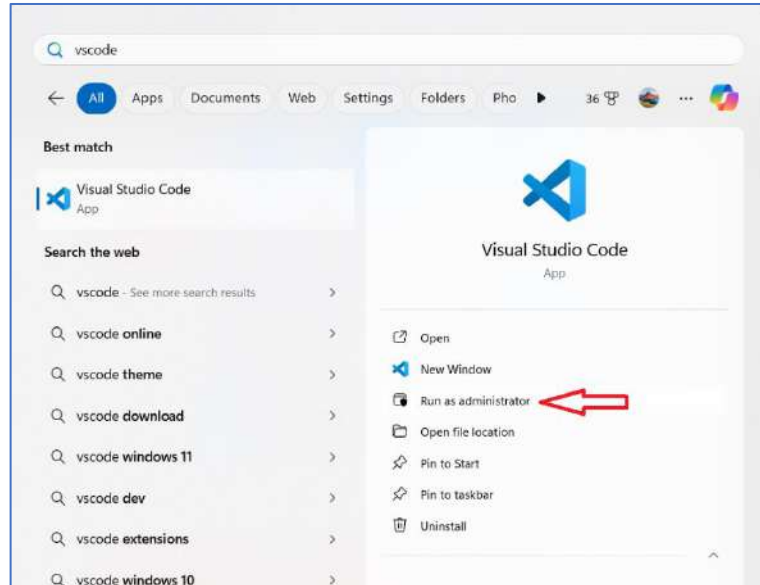 vscode
All Apps Documents Web Settings Folders Pho 36 ...
Best match
Visual Studio Code
App
Search the web
vscode - See more search results
vscode online
vscode theme
vscode download
vscode windows 11
vscode dev
vscode extensions
vscode windows 10
Visual Studio Code
App
Open
New Window
Run as administrator
Open file location
Pin to Start
Pin to taskbar
Uninstall